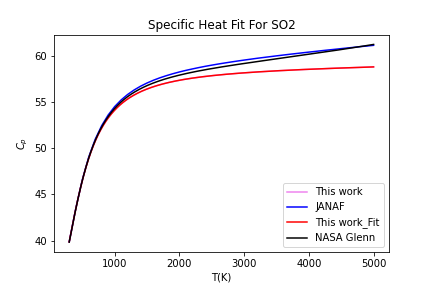 Specific Heat Fit For SO2
60
55
50
45
40
Cp
1000
2000
3000
4000
5000
T(K)
This work
JANAF
This work_Fit
NASA Glenn